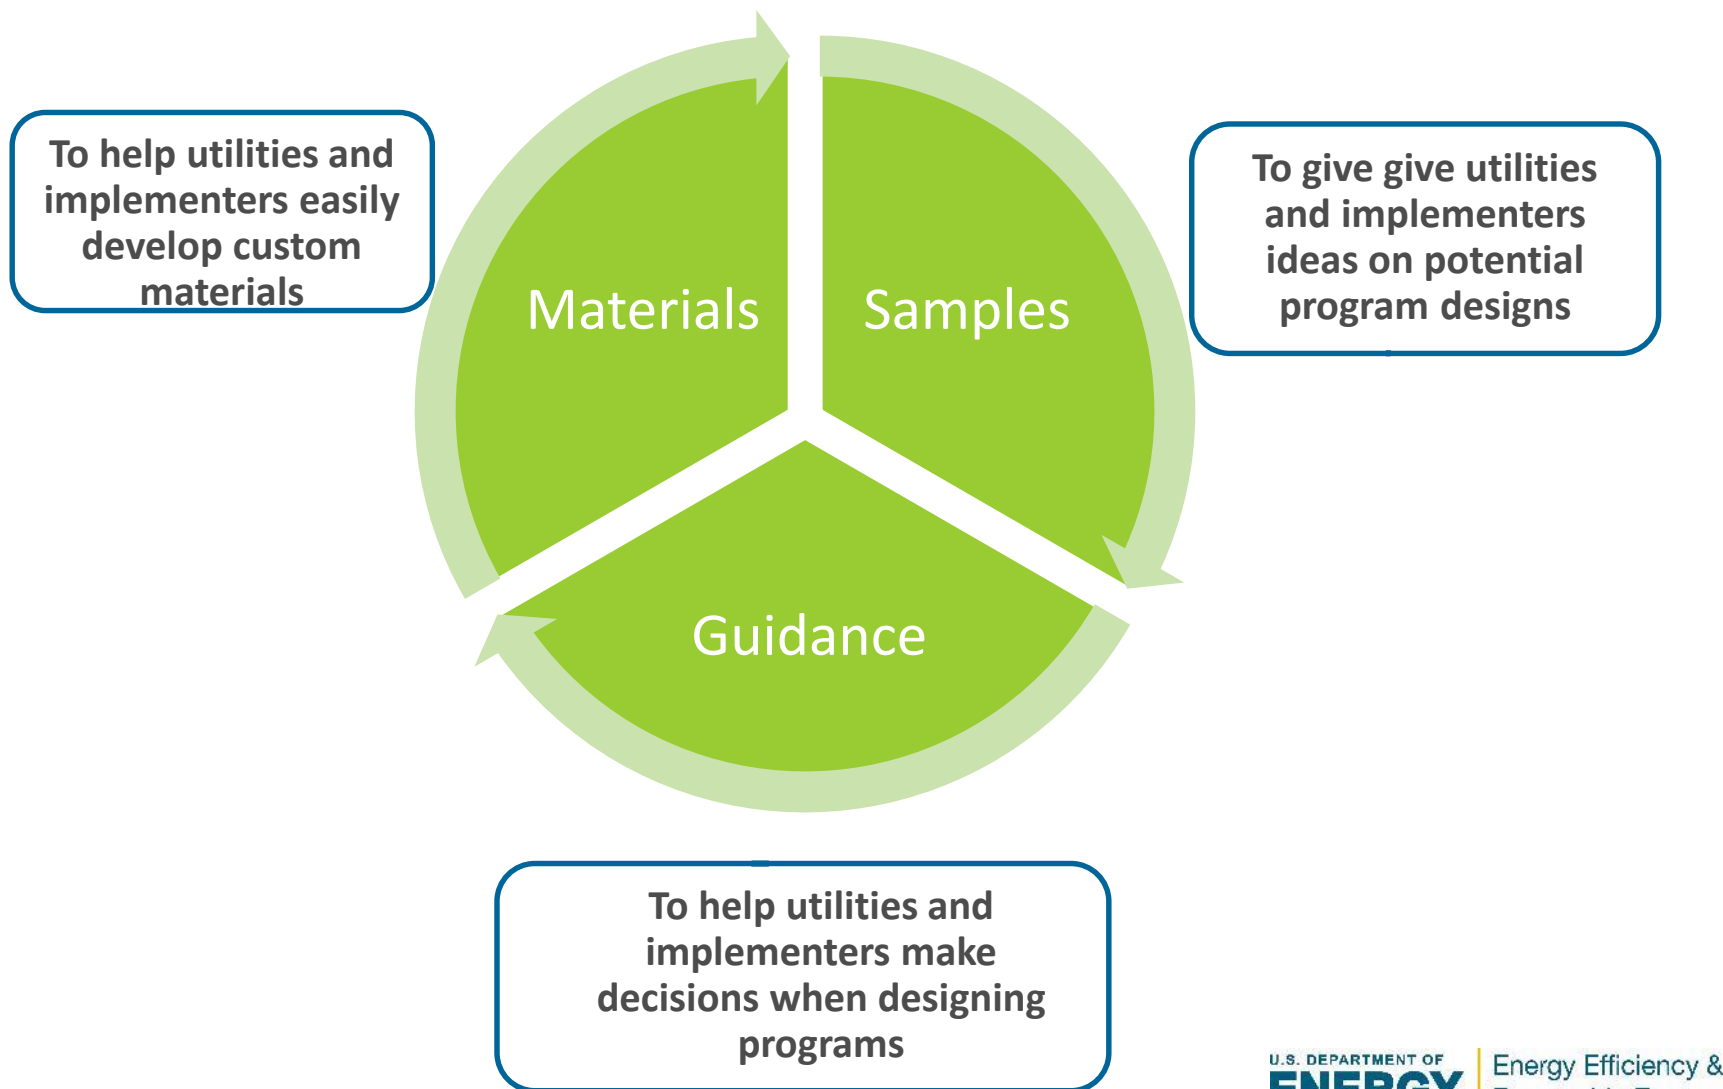 To help utilities and
implementers easily
develop custom
materials
Materials
Samples
To give give utilities
and implementers
ideas on potential
program designs
Guidance
To help utilities and
implementers make
decisions when designing
programs
U.S. DEPARTMENT OF
ENERGY
Energy Efficiency &